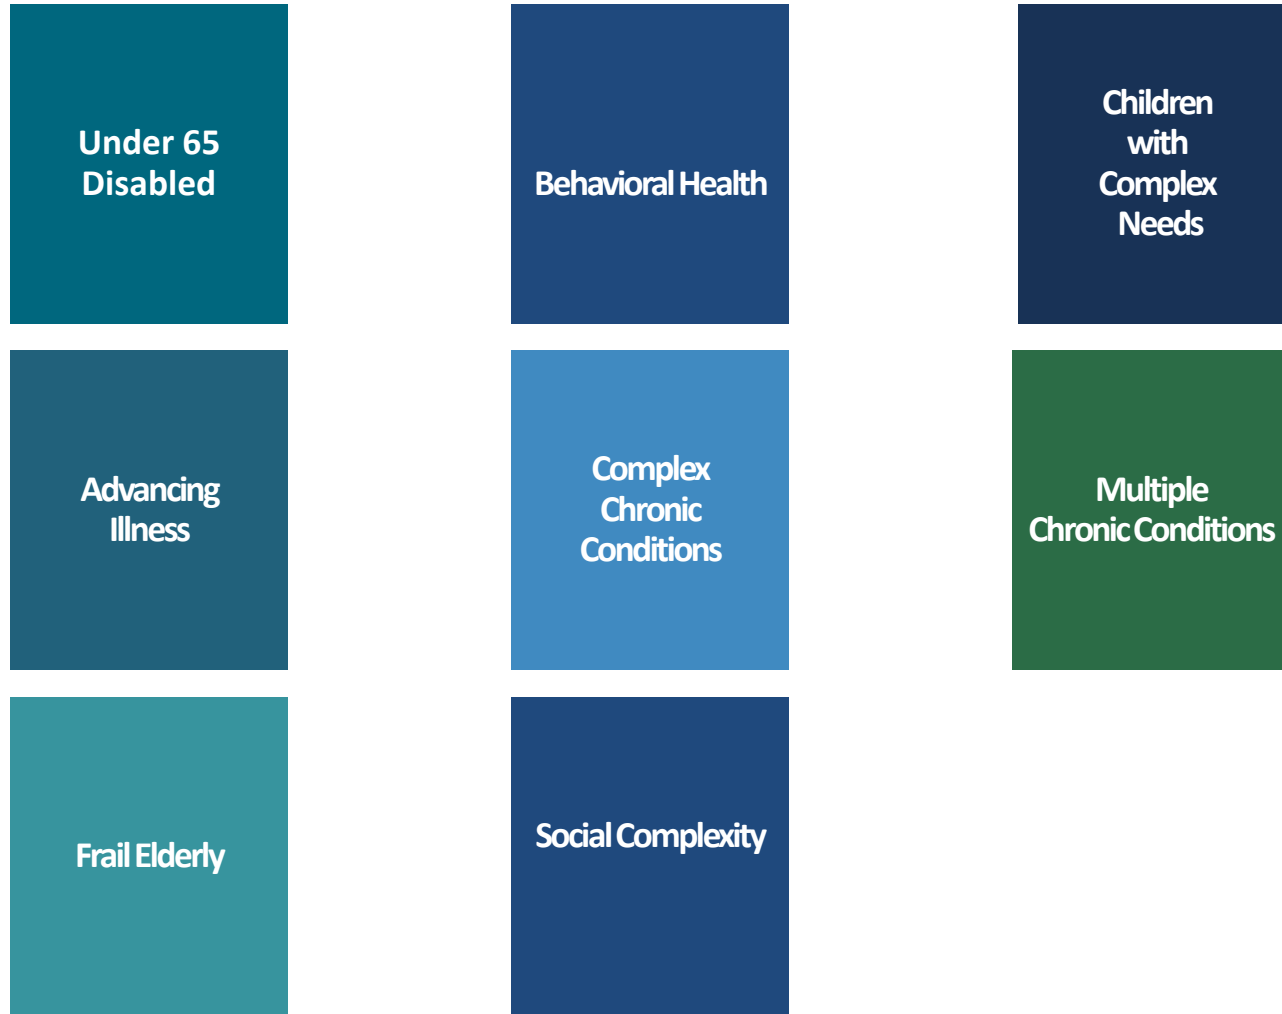 Under 65
Disabled
Behavioral Health
Children
with
Complex
Needs
Advancing
Illness
Complex
Chronic
Conditions
Multiple
Chronic Conditions
Frail Elderly
Social Complexity